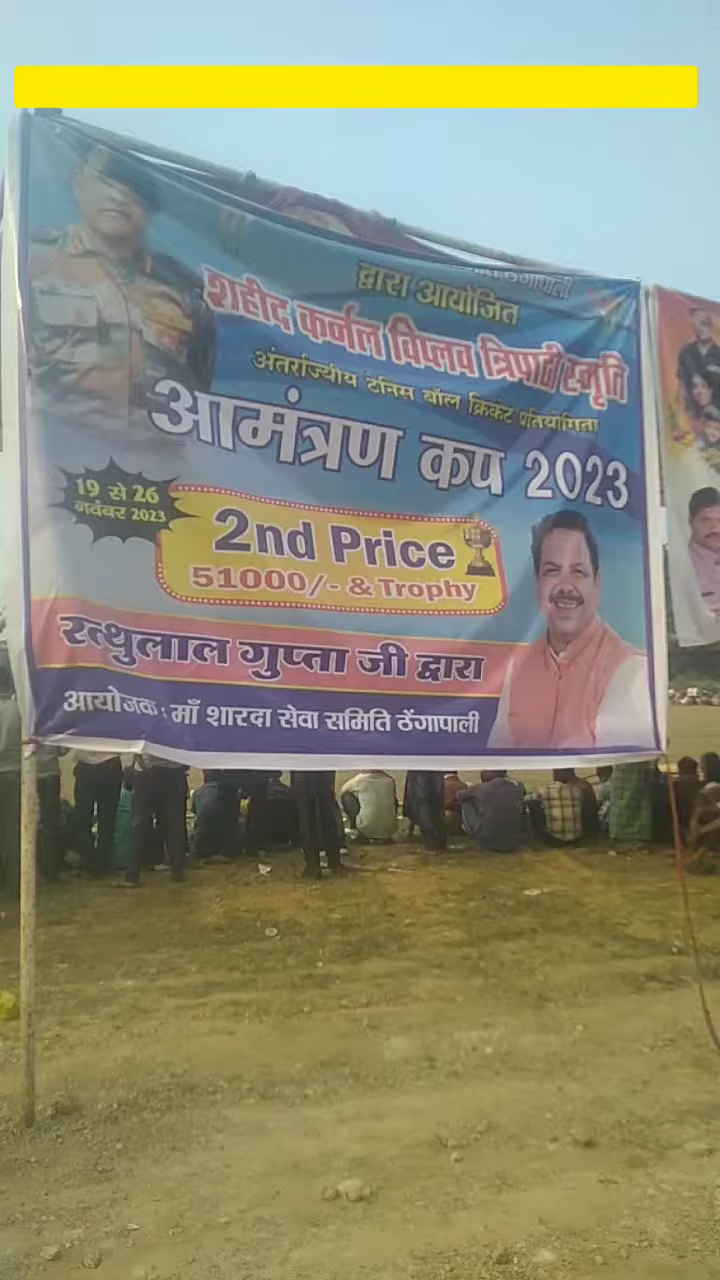 ठेंगापाली
द्वारा आयोजित
शहीद कर्नल विप्लव त्रिपाठी स्मृति
अंतर्राज्यीय टेनिस बॉल क्रिकेट प्रतियोगिता
आमंत्रण कप 2023
19 से 26
नवंबर 2023
2nd Price
51000/- & Trophy
रत्थुलाल गुप्ता जी द्वारा
आयोजक : माँ शारदा सेवा समिति ठेंगापाली